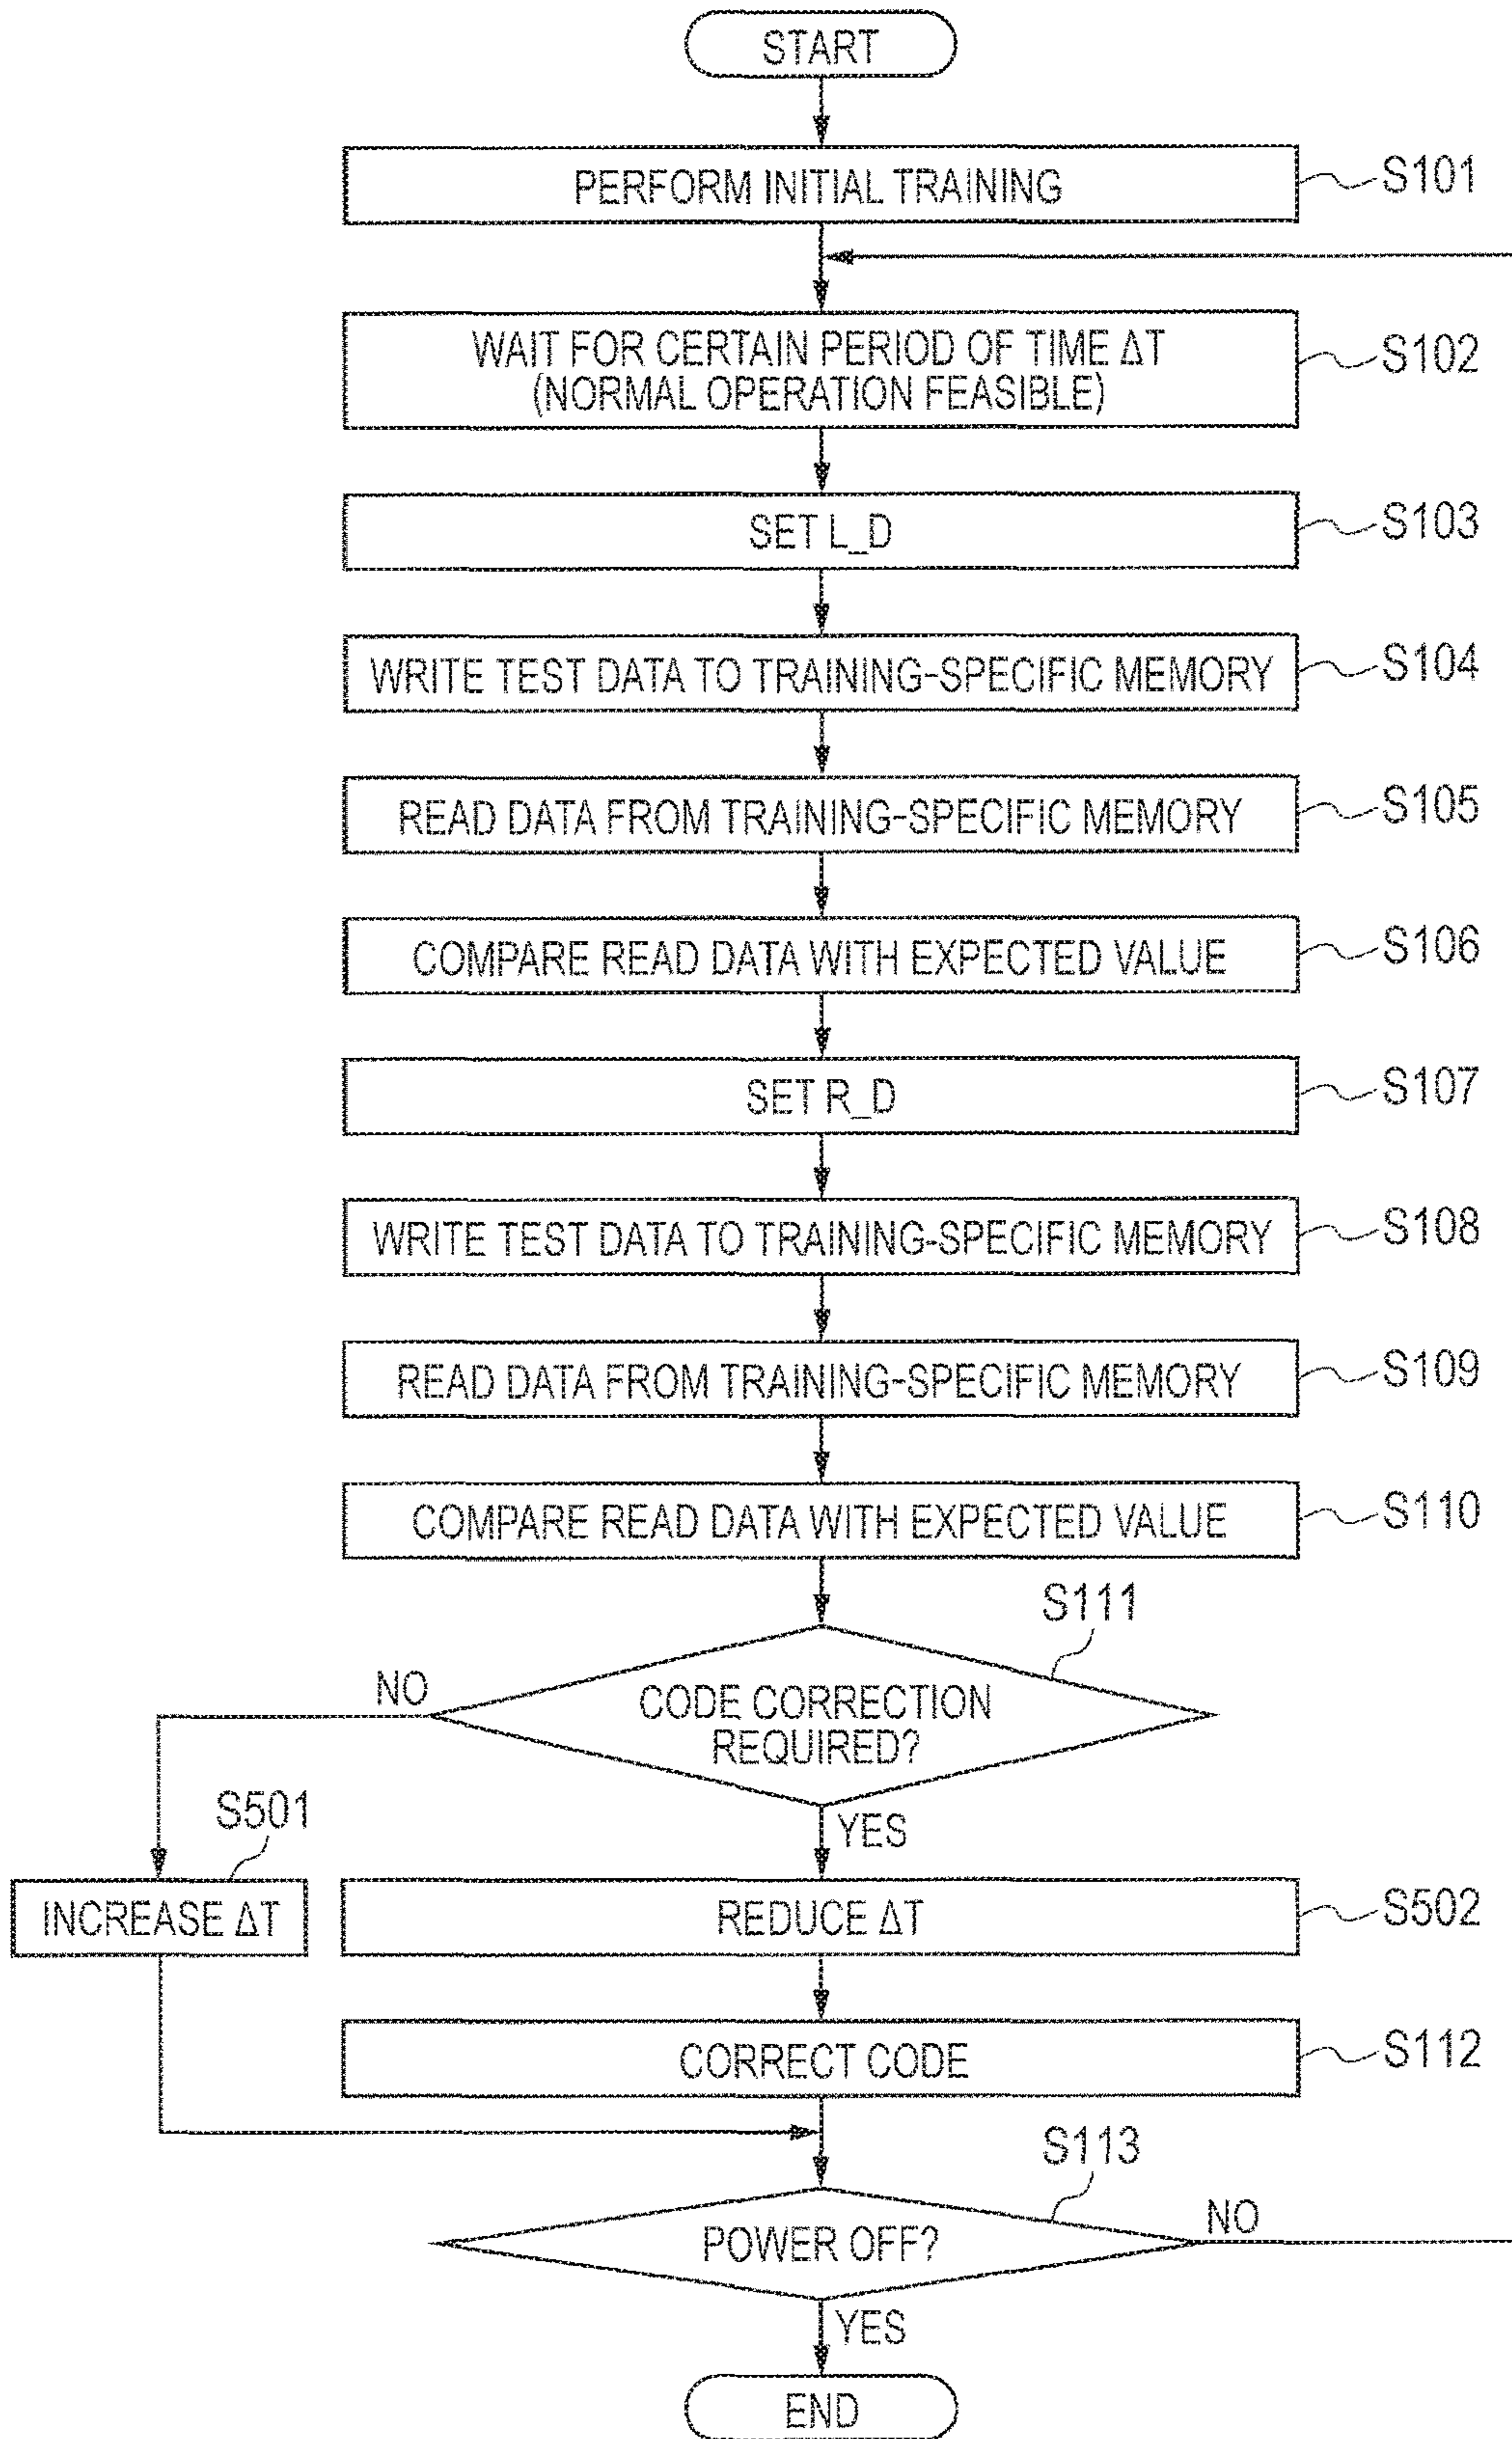 START
PERFORM INITIAL TRAINING
S101
WAIT FOR CERTAIN PERIOD OF TIME ΔT
(NORMAL OPERATION FEASIBLE)
S102
SET L_D
S103
WRITE TEST DATA TO TRAINING-SPECIFIC MEMORY
S104
READ DATA FROM TRAINING-SPECIFIC MEMORY
S105
COMPARE READ DATA WITH EXPECTED VALUE
S106
SET R_D
S107
WRITE TEST DATA TO TRAINING-SPECIFIC MEMORY
S108
READ DATA FROM TRAINING-SPECIFIC MEMORY
S109
COMPARE READ DATA WITH EXPECTED VALUE
S110
S111
NO
CODE CORRECTION
REQUIRED?
S501
YES
INCREASE ΔT
REDUCE ΔT
S502
CORRECT CODE
S112
S113
POWER OFF?
NO
YES
END